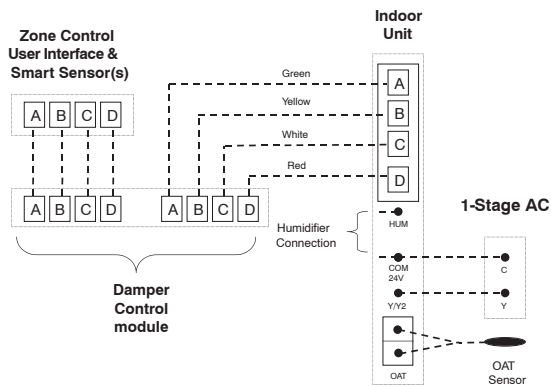 Zone Control
User Interface &
Smart Sensor(s)
A B C D
A B C D
Damper
Control
module
A B C D
Green
Yellow
White
Red
Humidifier
Connection
Indoor
Unit
A
B
C
D
HUM
COM
24V
Y/Y2
OAT
1-Stage AC
C
Y
OAT
Sensor